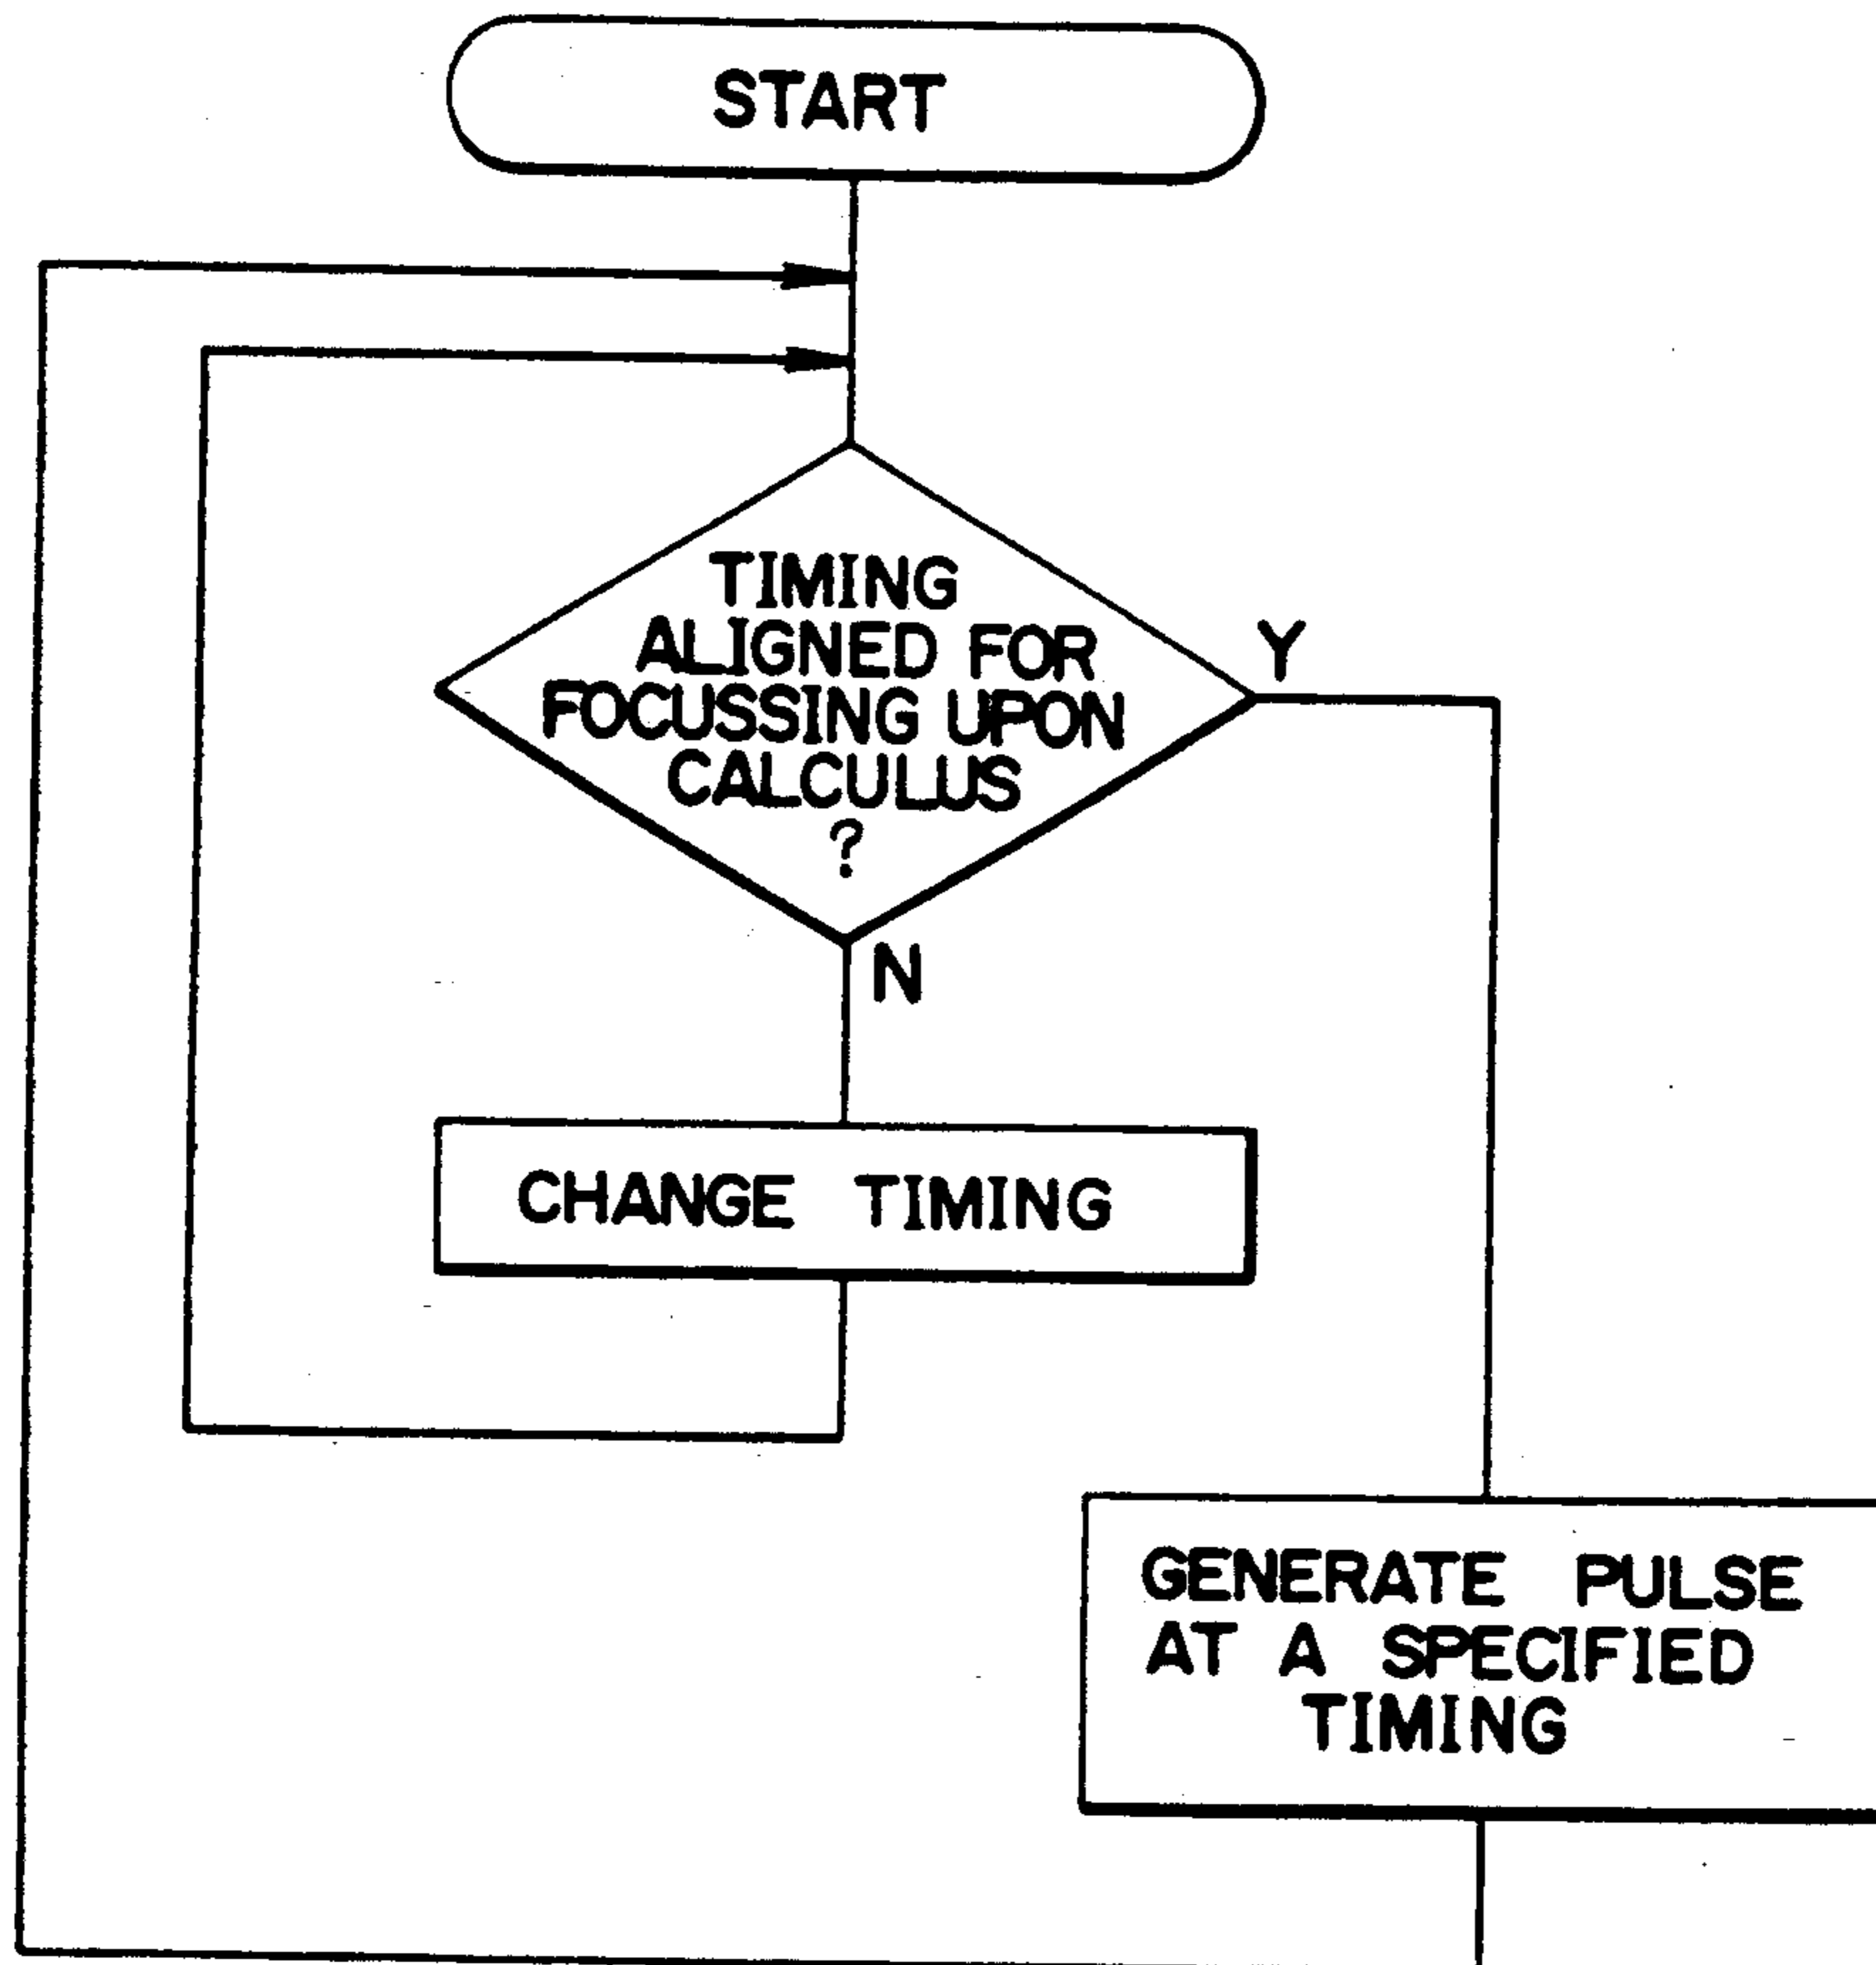 START
TIMING
ALIGNED FOR
FOCUSSING UPON
CALCULUS
?
Y
N
CHANGE TIMING
GENERATE PULSE
AT A SPECIFIED
TIMING